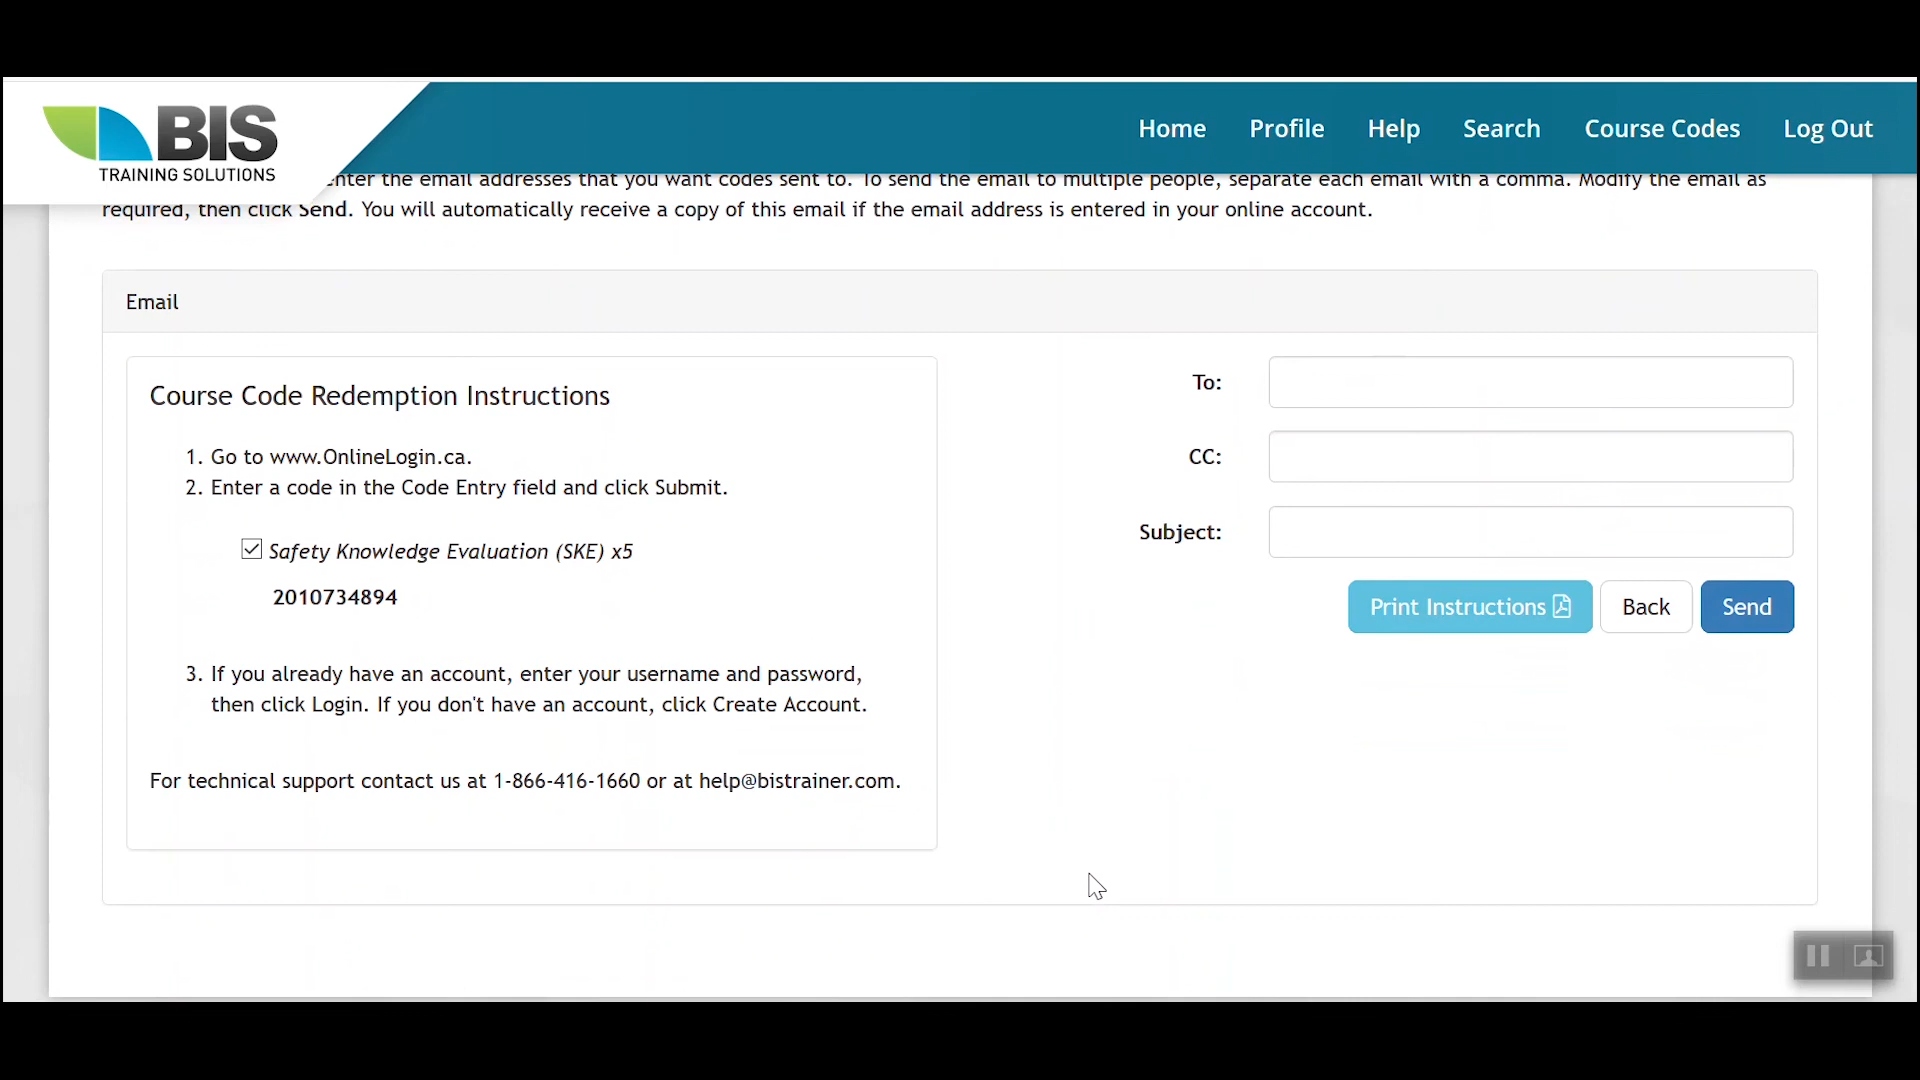 BIS
TRAINING SOLUTIONS
Home Profile Help Search Course Codes Log Out
enter the email addresses that you want codes sent to. To send the email to multiple people, separate each email with a comma. Modify the email as
required, then click Send. You will automatically receive a copy of this email if the email address is entered in your online account.
Email
Course Code Redemption Instructions
1. Go to www.OnlineLogin.ca.
2. Enter a code in the Code Entry field and click Submit.
Safety Knowledge Evaluation (SKE) x5
2010734894
3. If you already have an account, enter your username and password,
then click Login. If you don't have an account, click Create Account.
For technical support contact us at 1-866-416-1660 or at help@bistrainer.com.
To:
CC:
Subject:
Print Instructions Back Send